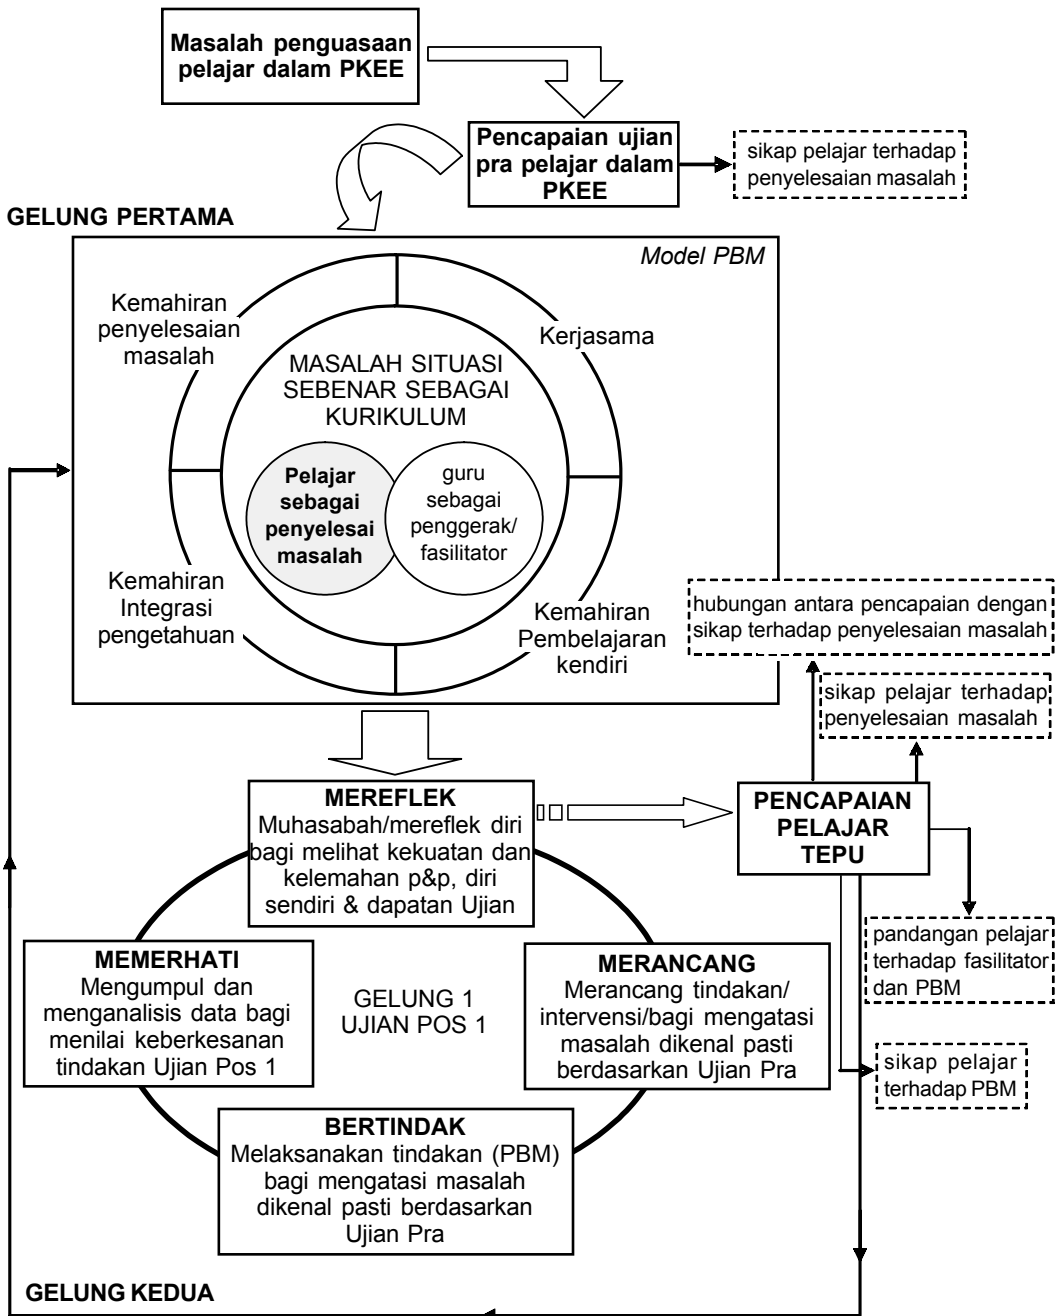 Masalah penguasaan
pelajar dalam PKEE
Pencapaian ujian
pra pelajar dalam
PKEE
sikap pelajar terhadap
penyelesaian masalah
GELUNG PERTAMA
Model PBM
Kemahiran
penyelesaian
masalah
Kerjasama
MASALAH SITUASI
SEBENAR SEBAGAI
KURIKULUM
Pelajar
sebagai
penyelesai
masalah
guru
sebagai
penggerak/
fasilitator
Kemahiran
Integrasi
pengetahuan
Kemahiran
Pembelajaran
kendiri
hubungan antara pencapaian dengan
sikap terhadap penyelesaian masalah
sikap pelajar terhadap
penyelesaian masalah
MEREFLEK
Muhasabah/mereflek diri
bagi melihat kekuatan dan
kelemahan p&p, diri
sendiri & dapatan Ujian
PENCAPAIAN
PELAJAR
TEPU
pandangan pelajar
terhadap fasilitator
dan PBM
MEMERHATI
Mengumpul dan
menganalisis data bagi
menilai keberkesanan
tindakan Ujian Pos 1
GELUNG 1
UJIAN POS 1
MERANCANG
Merancang tindakan/
intervensi/bagi mengatasi
masalah dikenal pasti
berdasarkan Ujian Pra
sikap pelajar
terhadap PBM
BERTINDAK
Melaksanakan tindakan (PBM)
bagi mengatasi masalah
dikenal pasti berdasarkan
Ujian Pra
GELUNG KEDUA